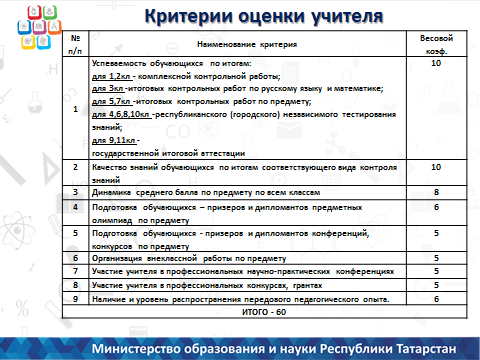 Критерии оценки учителя
№ п/п
Наименование критерия
Весовой коэф.
1
Успеваемость обучающихся по итогам:
для 1,2кл - комплексной контрольной работы;
для 3кл -итоговых контрольных работ по русскому языку и математике;
для 5,7кл -итоговых контрольных работ по предмету;
для 4,6,8,10кл -республиканского (городского) независимого тестирования
знаний;
для 9,11кл -
государственной итоговой аттестации
10
2
Качество знаний обучающихся по итогам соответствующего вида контроля
знаний
10
3
Динамика среднего балла по предмету по всем классам
8
4
Подготовка обучающихся – призеров и дипломантов предметных
олимпиад по предмету
6
5
Подготовка обучающихся - призеров и дипломантов конференций,
конкурсов по предмету
5
6
Организация внеклассной работы по предмету
5
7
Участие учителя в профессиональных научно-практических конференциях
5
8
Участие учителя в профессиональных конкурсах, грантах
5
9
Наличие и уровень распространения передового педагогического опыта.
6
ИТОГО - 60
Министерство образования и науки Республики Татарстан